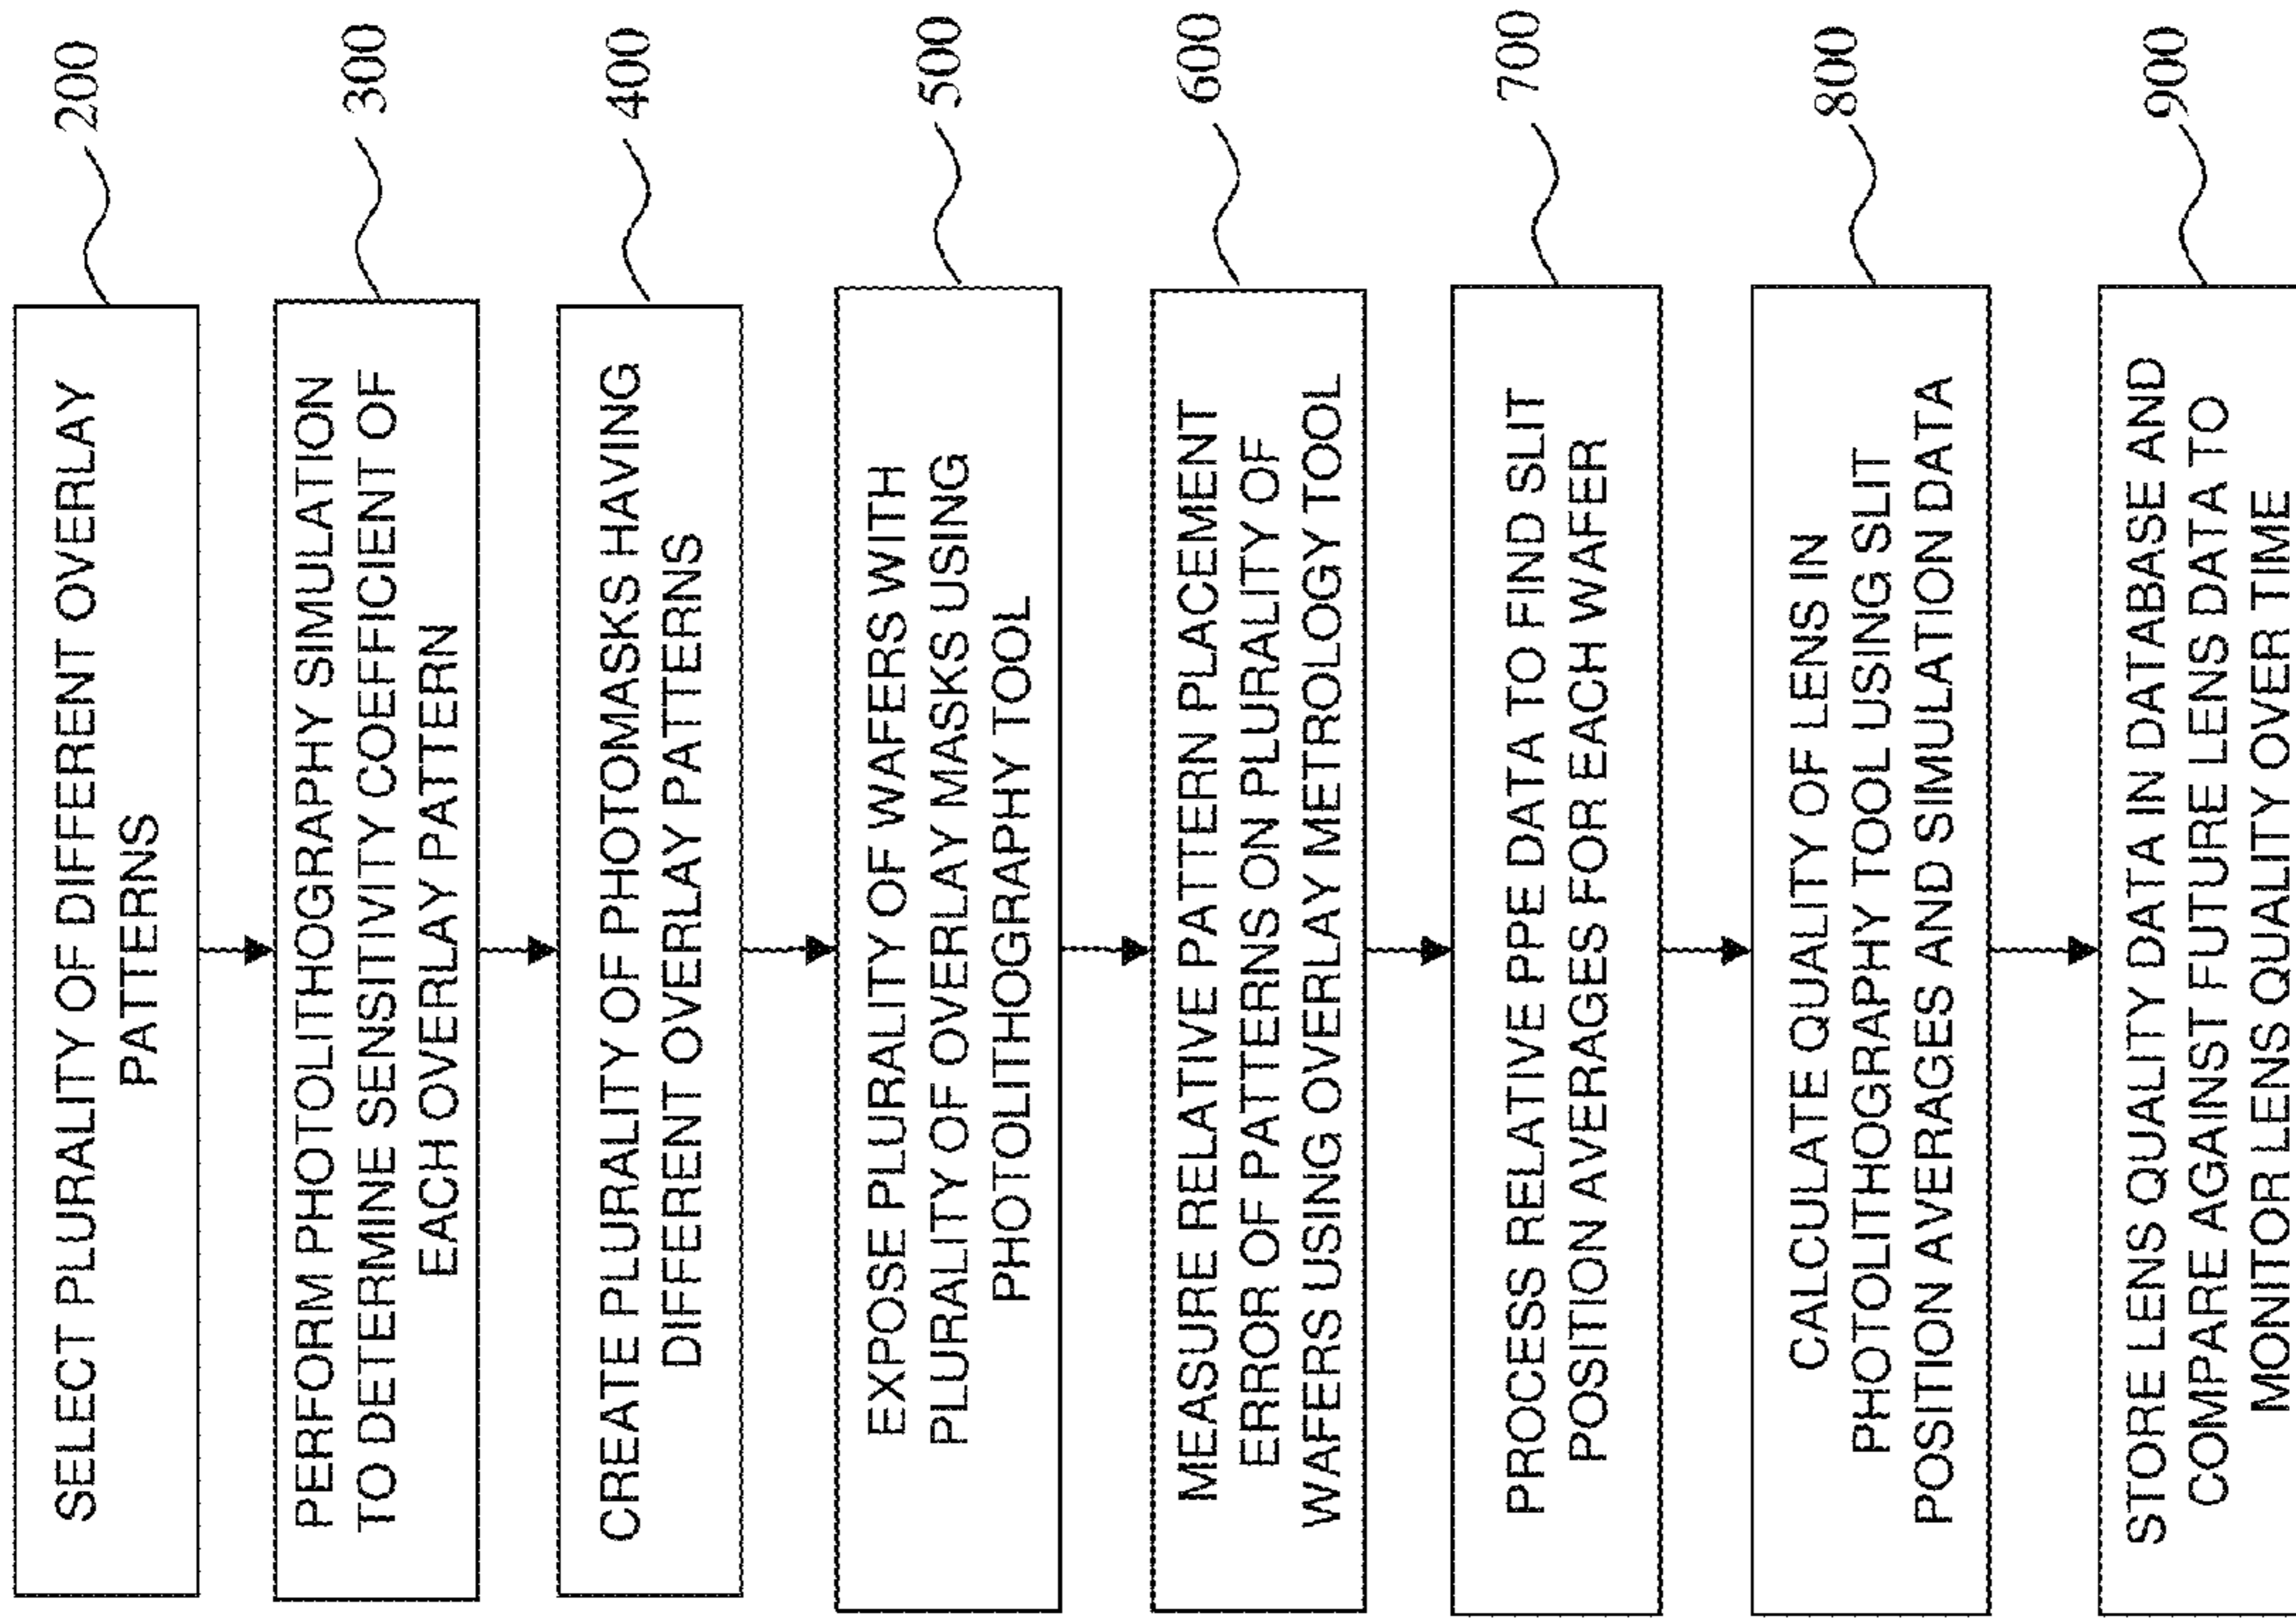 SELECT PLURALITY OF DIFFERENT OVERLAY
PATTERNS
200
PERFORM PHOTOLITHOGRAPHY SIMULATION
TO DETERMINE SENSITIVITY COEFFICIENT OF
EACH OVERLAY PATTERN
300
CREATE PLURALITY OF PHOTOMASKS HAVING
DIFFERENT OVERLAY PATTERNS
400
EXPOSE PLURALITY OF WAFERS WITH
PLURALITY OF OVERLAY MASKS USING
PHOTOLITHOGRAPHY TOOL
500
MEASURE RELATIVE PATTERN PLACEMENT
ERROR OF PATTERNS ON PLURALITY OF
WAFERS USING OVERLAY METROLOGY TOOL
600
PROCESS RELATIVE PPE DATA TO FIND SLIT
POSITION AVERAGES FOR EACH WAFER
700
CALCULATE QUALITY OF LENS IN
PHOTOLITHOGRAPHY TOOL USING SLIT
POSITION AVERAGES AND SIMULATION DATA
800
STORE LENS QUALITY DATA IN DATABASE AND
COMPARE AGAINST FUTURE LENS DATA TO
MONITOR LENS QUALITY OVER TIME
900